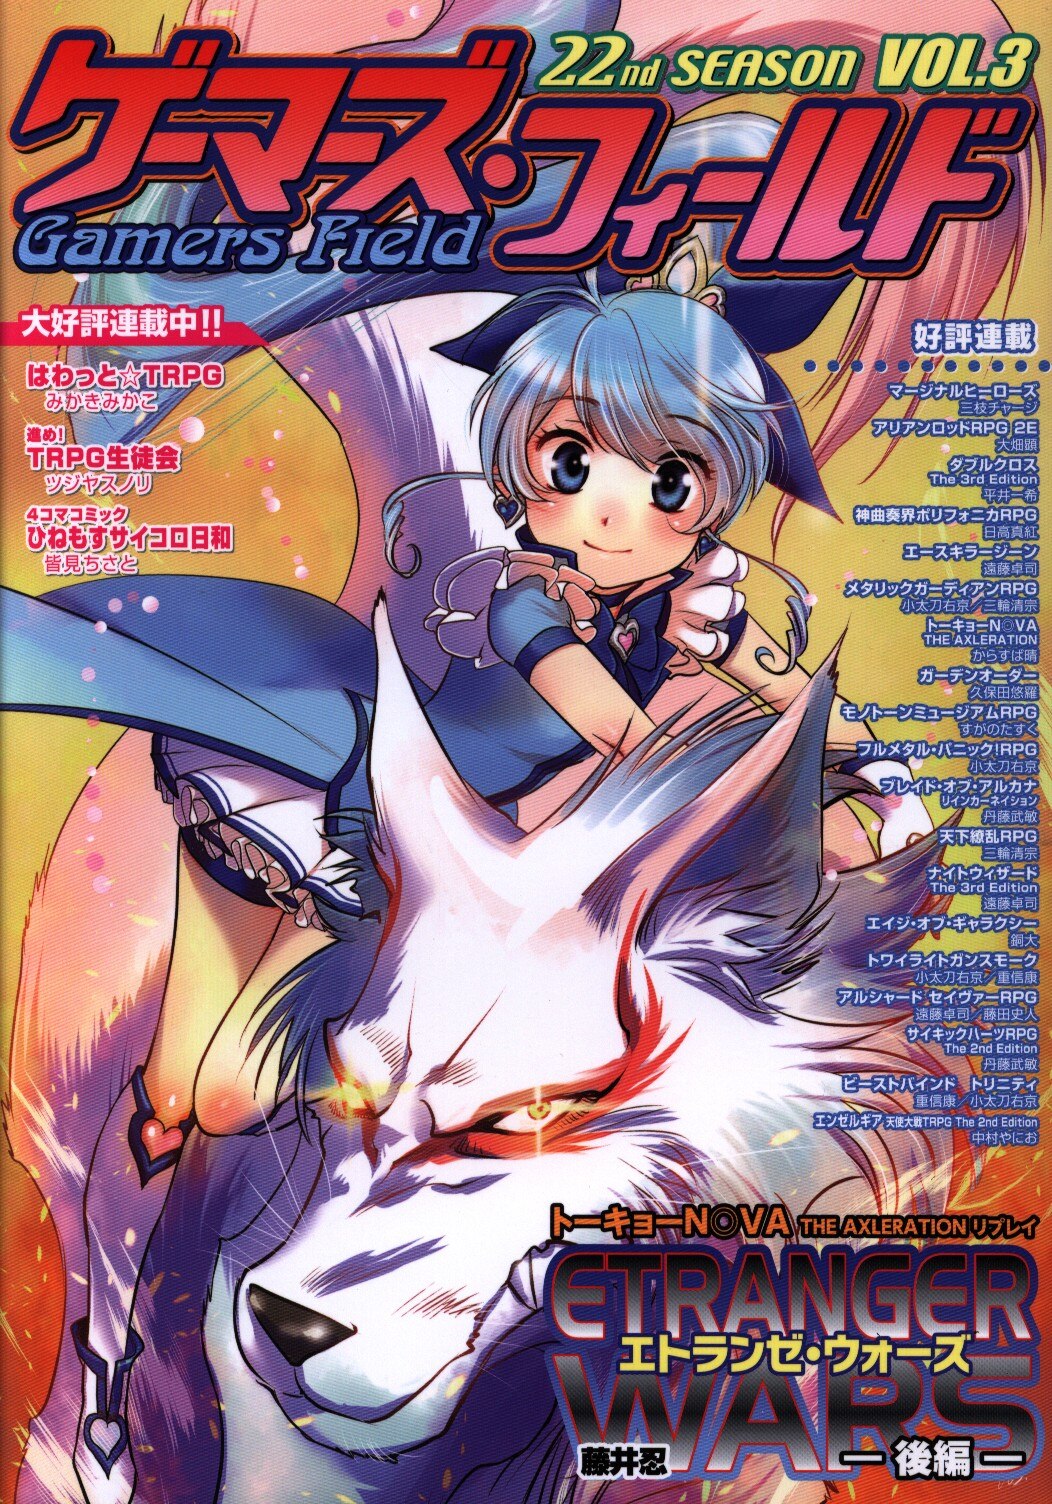 22nd SEASON VOL.3
ゲーマーズ・フィールド
Gamers Field
大好評連載中!!
はわっと☆TRPG
みかきみかこ
進め!
TRPG生徒会
ツジヤスノリ
4コマコミック
ひねもすサイコロ日和
皆見ちさと
好評連載
マージナルヒーローズ
三枝チャージ
アリアンロッドRPG 2E
大畑顕
ダブルクロス
The 3rd Edition
平井一希
神曲奏界ポリフォニカRPG
日高真紅
エースキラージーン
遠藤卓司
メタリックガーディアンRPG
小太刀右京／三輪清宗
トーキョーN◎VA
THE AXLERATION
からすば晴
ガーデンオーダー
久保田悠羅
モノトーンミュージアムRPG
すがのたすく
フルメタル・パニック!RPG
小太刀右京
ブレイド・オブ・アルカナ
リインカーネイション
丹藤武敏
天下繚乱RPG
三輪清宗
ナイトウィザード
The 3rd Edition
遠藤卓司
エイジ・オブ・ギャラクシー
銅大
トワイライトガンスモーク
小太刀右京／重信康
アルシャード セイヴァーRPG
遠藤卓司／藤田史人
サイキックハーツRPG
The 2nd Edition
丹藤武敏
ビーストバインド トリニティ
重信康／小太刀右京
エンゼルギア 天使大戦TRPG The 2nd Edition
中村やにお
トーキョーN◎VA THE AXLERATION リプレイ
ETRANGER
エトランゼ・ウォーズ
WARS
藤井忍
―後編―